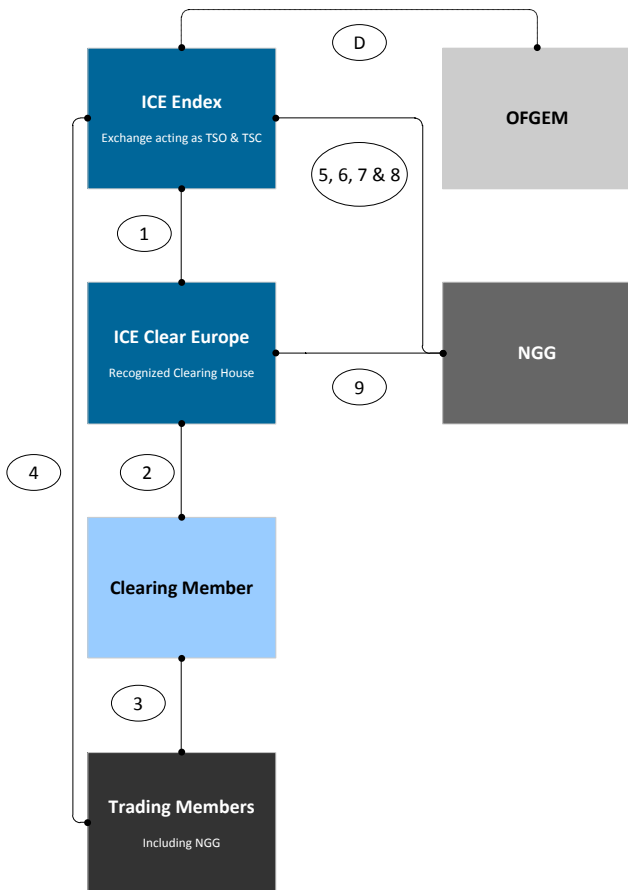 D
ICE Endex
Exchange acting as TSO & TSC
OFGEM
5, 6, 7 & 8
1
ICE Clear Europe
Recognized Clearing House
NGG
9
4
2
Clearing Member
3
Trading Members
Including NGG